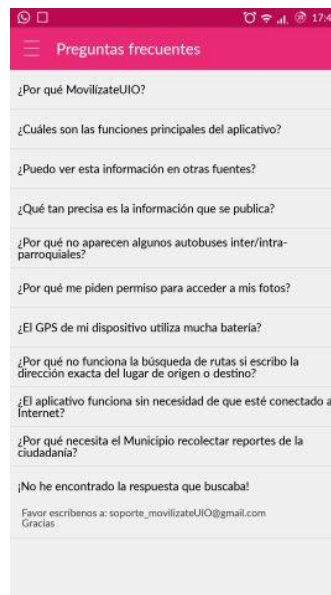 17:4
Preguntas frecuentes
¿Por qué MovilízateUIO?
¿Cuáles son las funciones principales del aplicativo?
¿Puedo ver esta información en otras fuentes?
¿Qué tan precisa es la información que se publica?
¿Por qué no aparecen algunos autobuses inter/intra-
parroquiales?
¿Por qué me piden permiso para acceder a mis fotos?
¿El GPS de mi dispositivo utiliza mucha batería?
¿Por qué no funciona la búsqueda de rutas si escribo la
dirección exacta del lugar de origen o destino?
¿El aplicativo funciona sin necesidad de que esté conectado a
Internet?
¿Por qué necesita el Municipio recolectar reportes de la
ciudadanía?
¡No he encontrado la respuesta que buscaba!
Favor escribenos a: soporte_movilizateUIO@gmail.com
Gracias